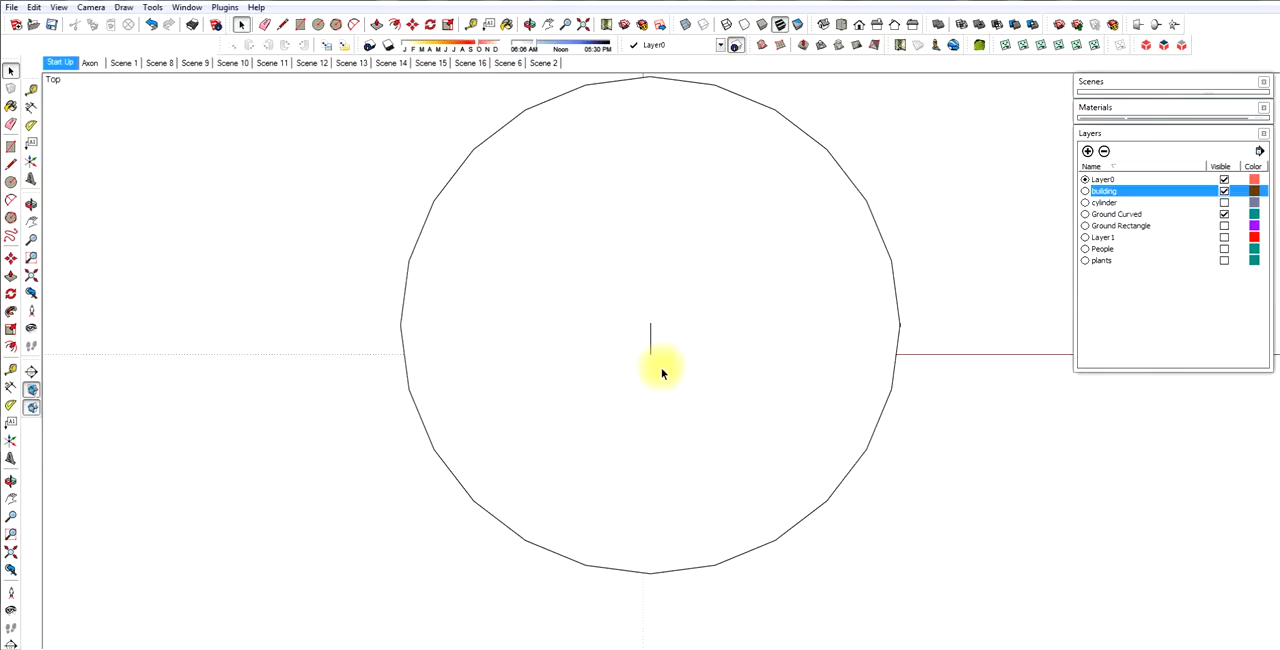 File Edit View Camera Draw Tools Window Plugins Help
J F M A M J J A S O N D 06:06 AM Noon 05:30 PM Layer0
Start Up Axon Scene 1 Scene 8 Scene 9 Scene 10 Scene 11 Scene 12 Scene 13 Scene 14 Scene 15 Scene 16 Scene 6 Scene 2
Top
Scenes
Materials
Layers
Name Visible Color
Layer0
building
cylinder
Ground Curved
Ground Rectangle
Layer1
People
plants